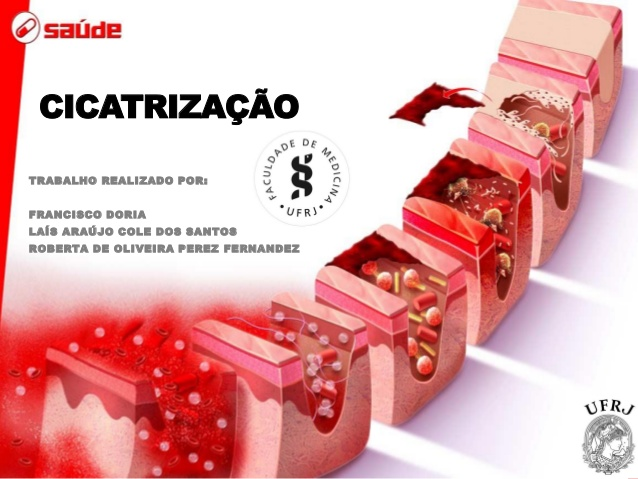 saúde
CICATRIZAÇÃO
FACULDADE DE MEDICINA
• UFRJ •
TRABALHO REALIZADO POR:
FRANCISCO DORIA
LAÍS ARAÚJO COLE DOS SANTOS
ROBERTA DE OLIVEIRA PEREZ FERNANDEZ
UFRJ